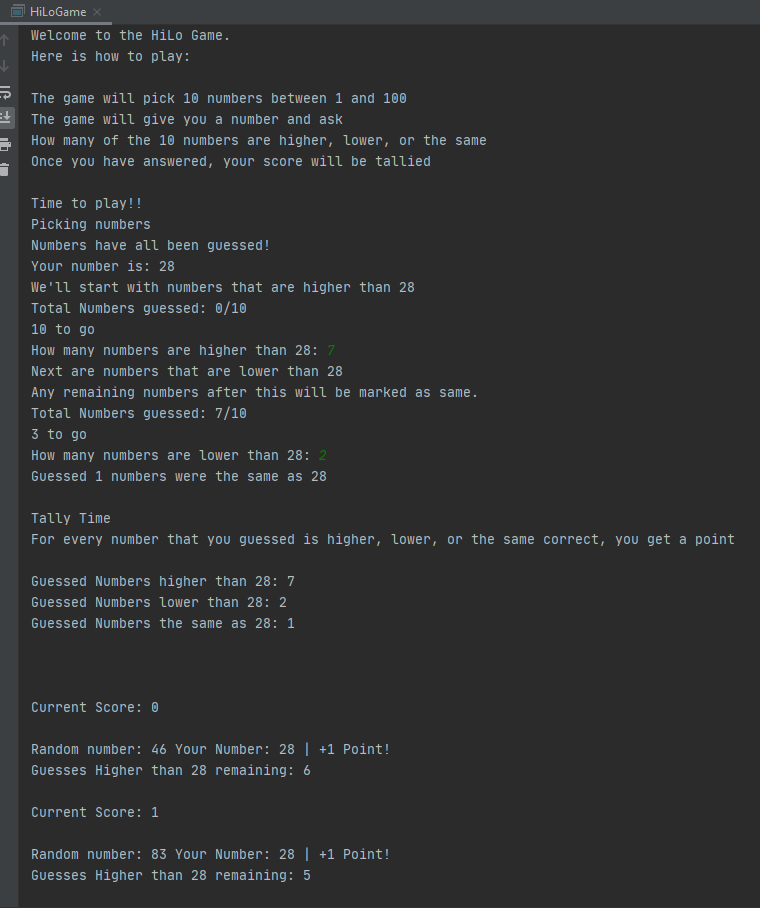 HiLoGame
Welcome to the HiLo Game.
Here is how to play:
The game will pick 10 numbers between 1 and 100
The game will give you a number and ask
How many of the 10 numbers are higher, lower, or the same
Once you have answered, your score will be tallied
Time to play!!
Picking numbers
Numbers have all been guessed!
Your number is: 28
We'll start with numbers that are higher than 28
Total Numbers guessed: 0/10
10 to go
How many numbers are higher than 28: 7
Next are numbers that are lower than 28
Any remaining numbers after this will be marked as same.
Total Numbers guessed: 7/10
3 to go
How many numbers are lower than 28: 2
Guessed 1 numbers were the same as 28
Tally Time
For every number that you guessed is higher, lower, or the same correct, you get a point
Guessed Numbers higher than 28: 7
Guessed Numbers lower than 28: 2
Guessed Numbers the same as 28: 1
Current Score: 0
Random number: 46 Your Number: 28 | +1 Point!
Guesses Higher than 28 remaining: 6
Current Score: 1
Random number: 83 Your Number: 28 | +1 Point!
Guesses Higher than 28 remaining: 5